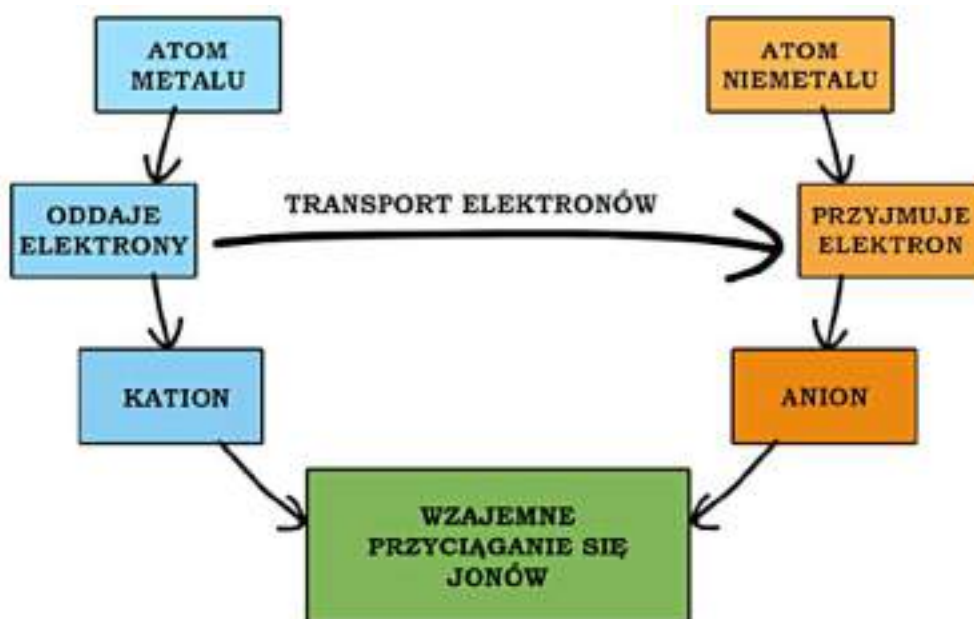 ATOM
METALU
ATOM
NIEMETALU
ODDAJE
ELEKTRONY
TRANSPORT ELEKTRONÓW
PRZYJMUJE
ELEKTRON
KATION
ANION
WZAJEMNE
PRZYCIĄGANIE SIĘ
JONÓW